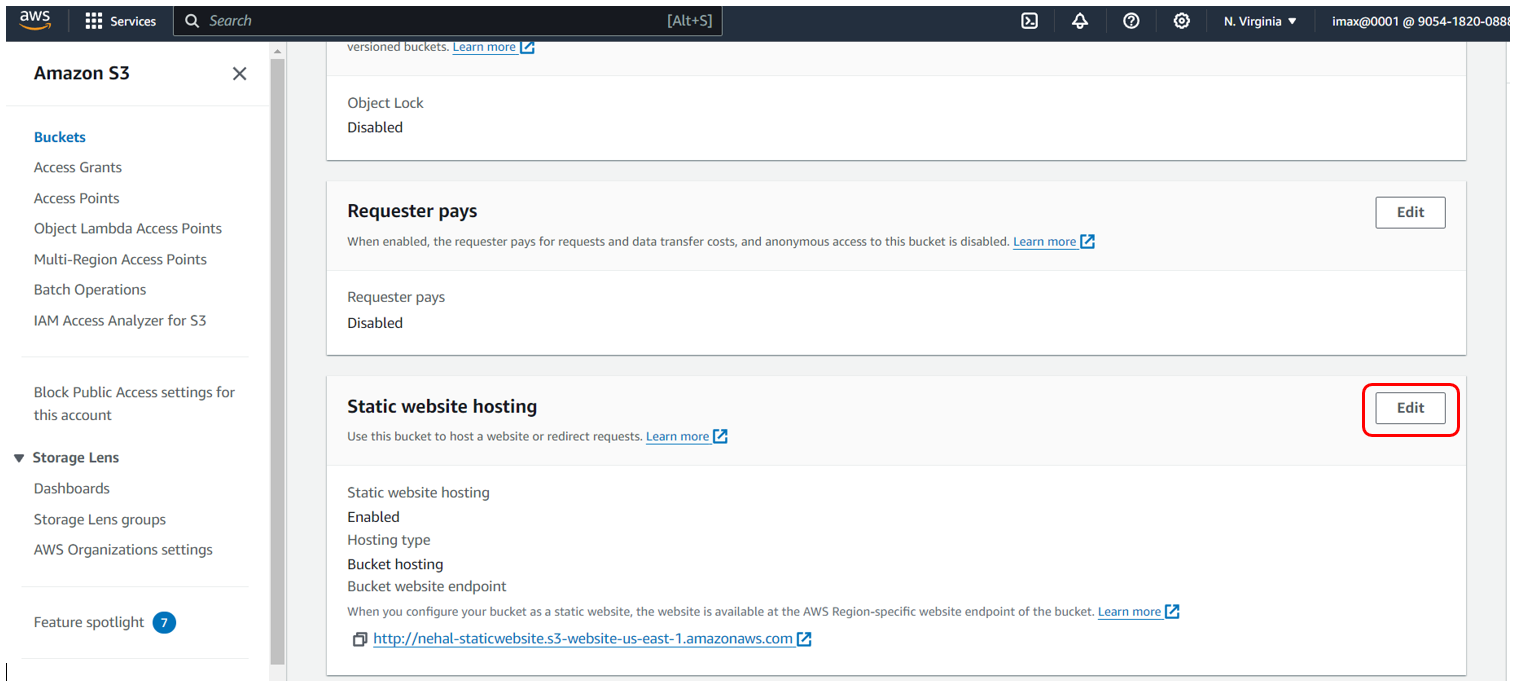 aws
Services
Search
[Alt+S]
N. Virginia
imax@0001 @ 9054-1820-088
Amazon S3
Buckets
Access Grants
Access Points
Object Lambda Access Points
Multi-Region Access Points
Batch Operations
IAM Access Analyzer for S3
Block Public Access settings for
this account
Storage Lens
Dashboards
Storage Lens groups
AWS Organizations settings
Feature spotlight 7
versioned buckets. Learn more
Object Lock
Disabled
Requester pays
Edit
When enabled, the requester pays for requests and data transfer costs, and anonymous access to this bucket is disabled. Learn more
Requester pays
Disabled
Static website hosting
Edit
Use this bucket to host a website or redirect requests. Learn more
Static website hosting
Enabled
Hosting type
Bucket hosting
Bucket website endpoint
When you configure your bucket as a static website, the website is available at the AWS Region-specific website endpoint of the bucket. Learn more
http://nehal-staticwebsite.s3-website-us-east-1.amazonaws.com